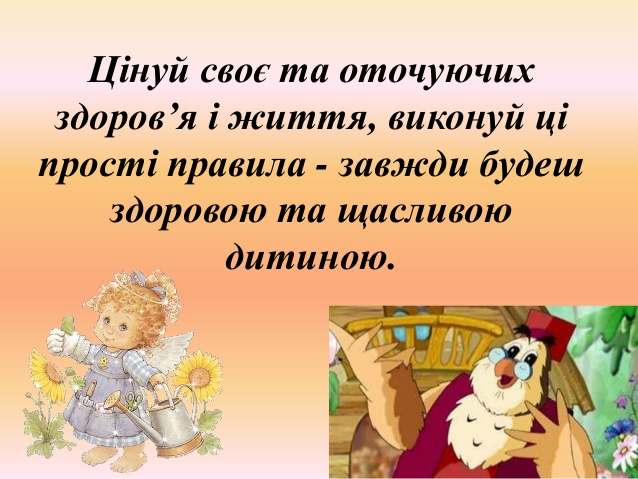 Цінуй своє та оточуючих
здоров’я і життя, виконуй ці
прості правила - завжди будеш
здоровою та щасливою
дитиною.